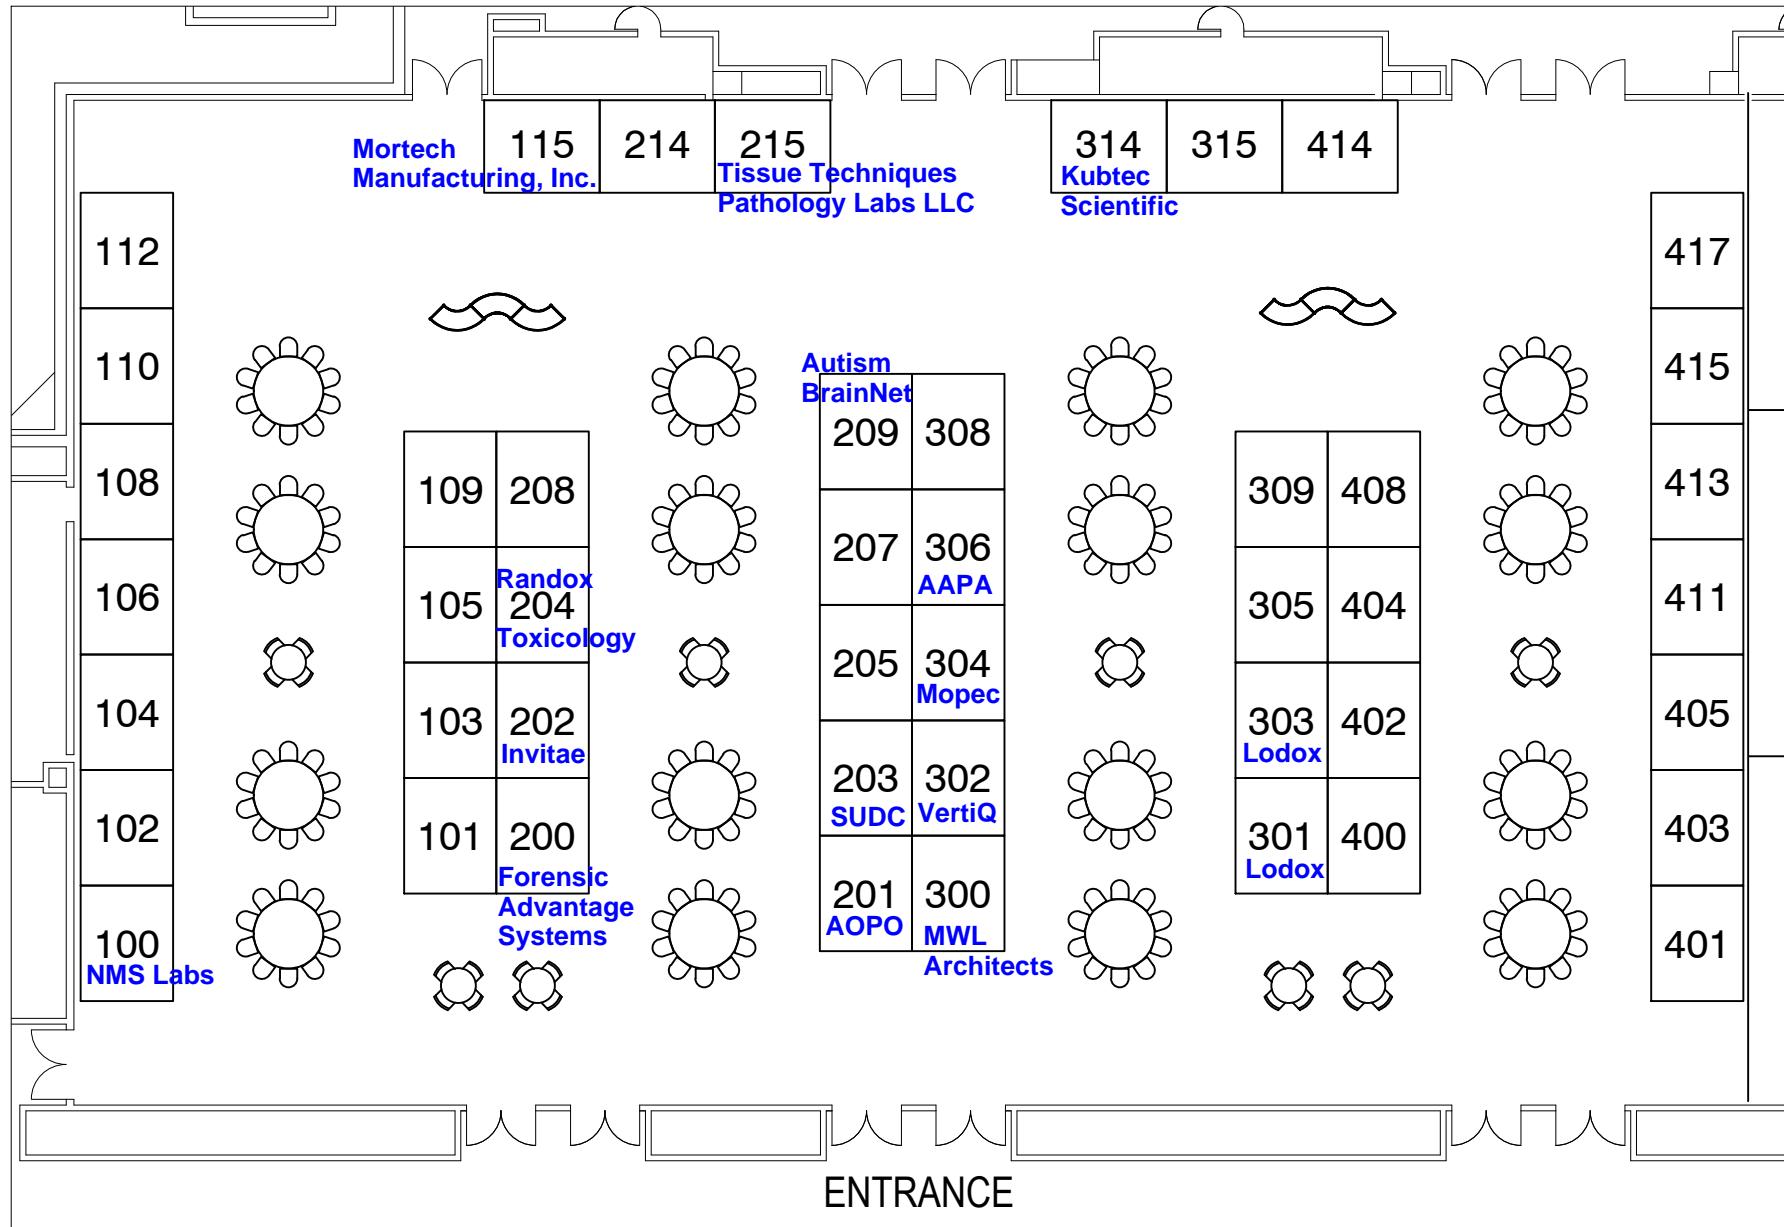 115
Mortech
Manufacturing, Inc.
214
215
Tissue Techniques
Pathology Labs LLC
314
Kubtec
Scientific
315
414
112
110
108
106
104
102
100
NMS Labs
109
208
105
Randox
204
Toxicology
103
202
Invitae
101
200
Forensic
Advantage
Systems
Autism
BrainNet
209
308
207
306
AAPA
205
304
Mopec
203
SUDC
302
VertiQ
201
AOPO
300
MWL
Architects
309
408
305
404
303
Lodox
402
301
Lodox
400
417
415
413
411
405
403
401
ENTRANCE